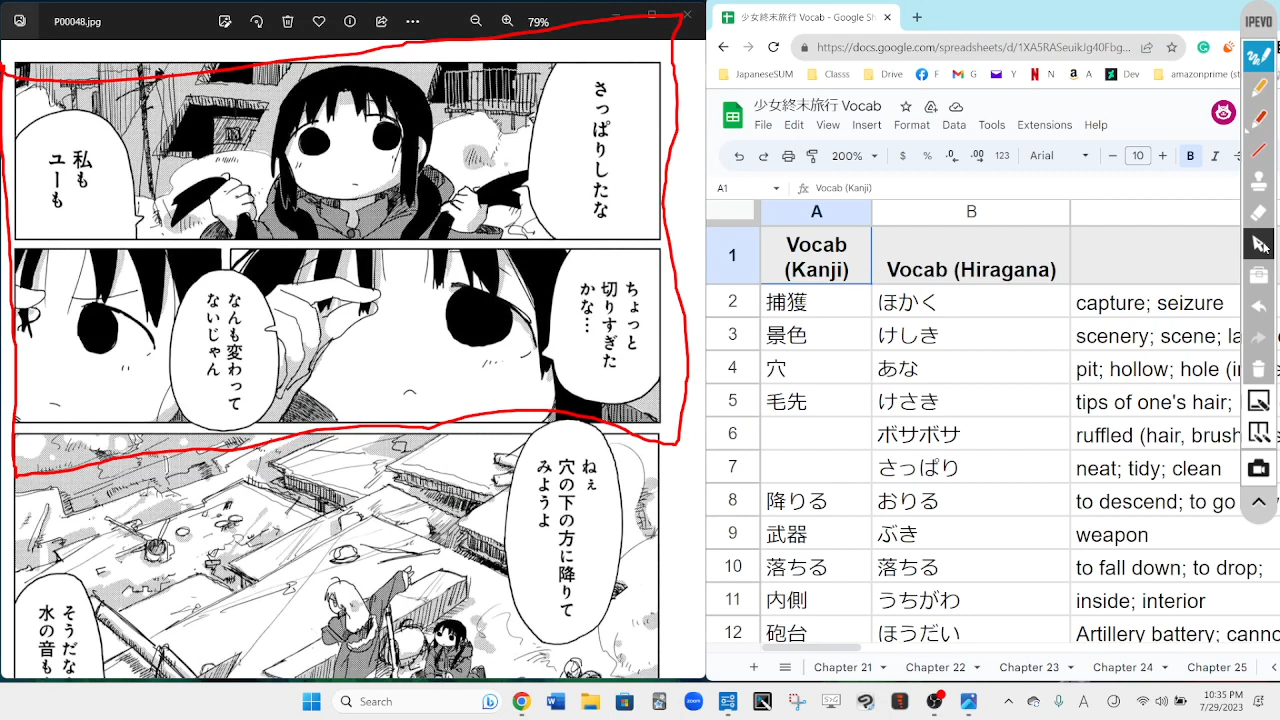 P00048.jpg
79%
さっぱりしたな
私も
ユーも
ちょっと
切りすぎた
かな…
なんも変わって
ないじゃん
ねぇ
穴の下の方に降りて
みようよ
そうだな
水の音も
少女終末旅行 Vocab - Google Sh
https://docs.google.com/spreadsheets/d/
JapaneseSUM
Classes
Drive
F
G
Y
N
a
Dev
amazaprime (st
少女終末旅行 Vocab
File Edit View Insert Format Data Tools Extensions Help
200% $ % .0 .00 123 Arial 10 B I
A1 fx Vocab (Kanji)
A B
1 Vocab (Kanji) Vocab (Hiragana)
2 捕獲 ほかく capture; seizure
3 景色 けしき scenery; scene; la
4 穴 あな pit; hollow; hole (in
5 毛先 けさき tips of one's hair;
6 ボサボサ ruffled (hair, brush
7 さっぱり neat; tidy; clean
8 降りる おりる to descend; to go
9 武器 ぶき weapon
10 落ちる 落ちる to fall down; to drop;
11 内側 うちがわ inside; interior
12 砲台 ほうだい Artillery battery; canno
Chapter 21 Chapter 22 Chapter 23 Chapter 24 Chapter 25
IPEVO
Search
zoom
10:35 PM